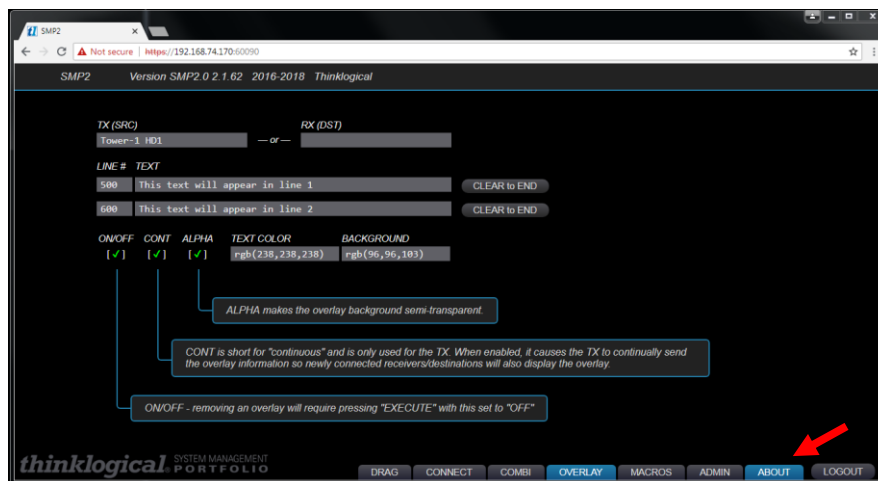 SMP2
Not secure | https://192.168.74.170:60090
SMP2 Version SMP2.0 2.1.62 2016-2018 Thinklogical
TX (SRC) RX (DST)
Tower-1 HD1 — or —
LINE # TEXT
500 This text will appear in line 1 CLEAR to END
600 This text will appear in line 2 CLEAR to END
ON/OFF CONT ALPHA TEXT COLOR BACKGROUND
[✓] [✓] [✓] rgb(238,238,238) rgb(96,96,103)
ALPHA makes the overlay background semi-transparent.
CONT is short for "continuous" and is only used for the TX. When enabled, it causes the TX to continually send
the overlay information so newly connected receivers/destinations will also display the overlay.
ON/OFF - removing an overlay will require pressing "EXECUTE" with this set to "OFF"
thinklogical. SYSTEM MANAGEMENT
PORTFOLIO
DRAG CONNECT COMBI OVERLAY MACROS ADMIN ABOUT LOGOUT